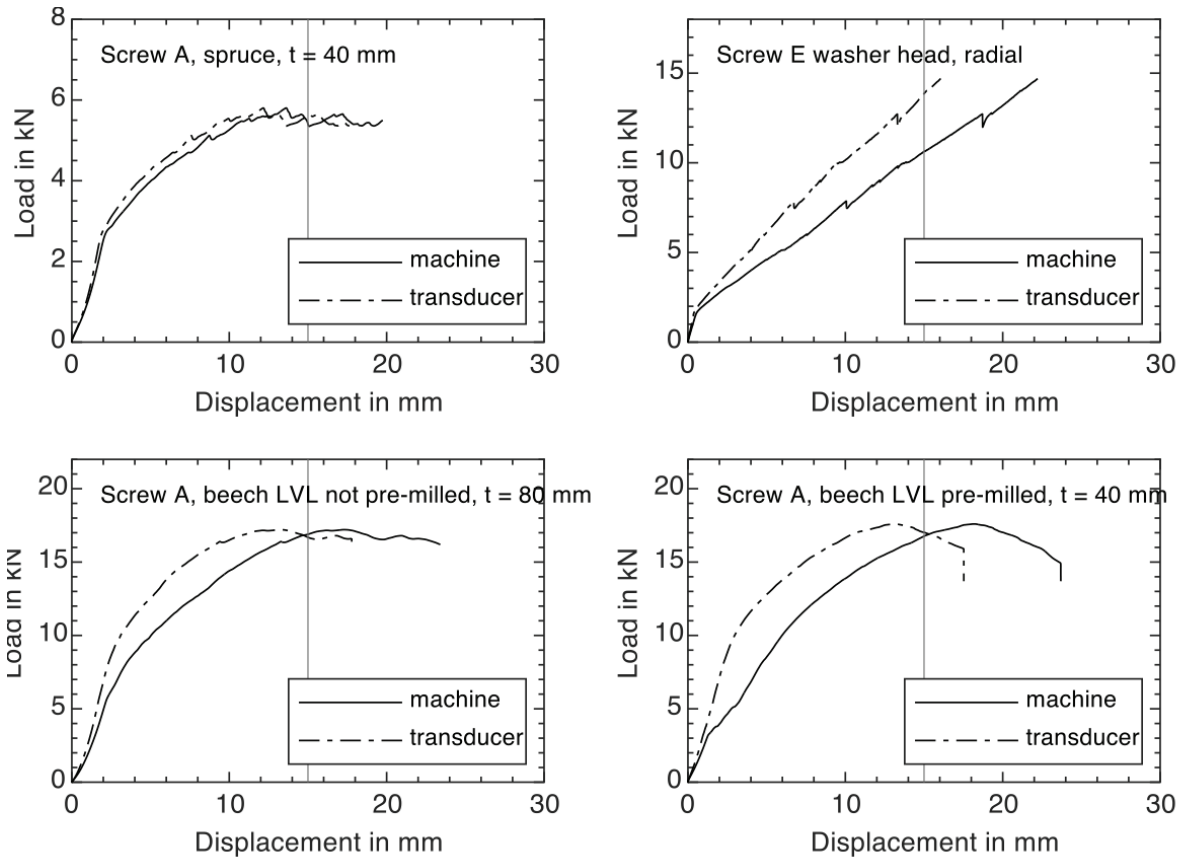 8
6
4
2
0
Load in kN
Screw A, spruce, t = 40 mm
machine
transducer
0 10 20 30
Displacement in mm
15
10
5
0
Load in kN
Screw E washer head, radial
machine
transducer
0 10 20 30
Displacement in mm
20
15
10
5
0
Load in kN
Screw A, beech LVL not pre-milled, t = 80 mm
machine
transducer
0 10 20 30
Displacement in mm
20
15
10
5
0
Load in kN
Screw A, beech LVL pre-milled, t = 40 mm
machine
transducer
0 10 20 30
Displacement in mm